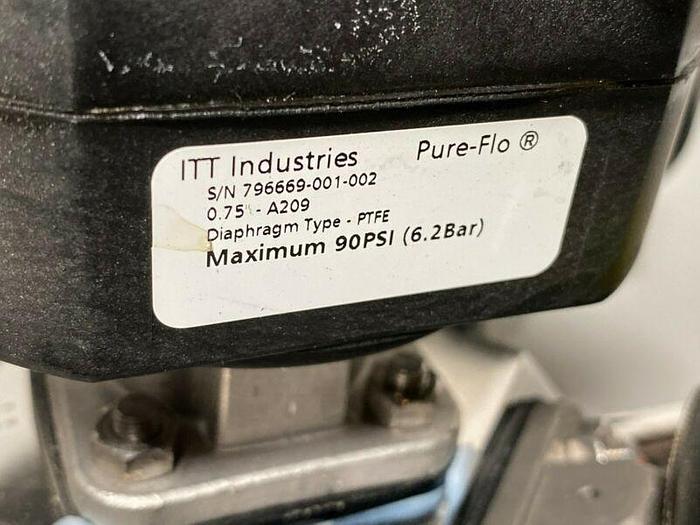 ITT Industries Pure-Flo ®
S/N 796669-001-002
0.75" - A209
Diaphragm Type - PTFE
Maximum 90PSI (6.2Bar)